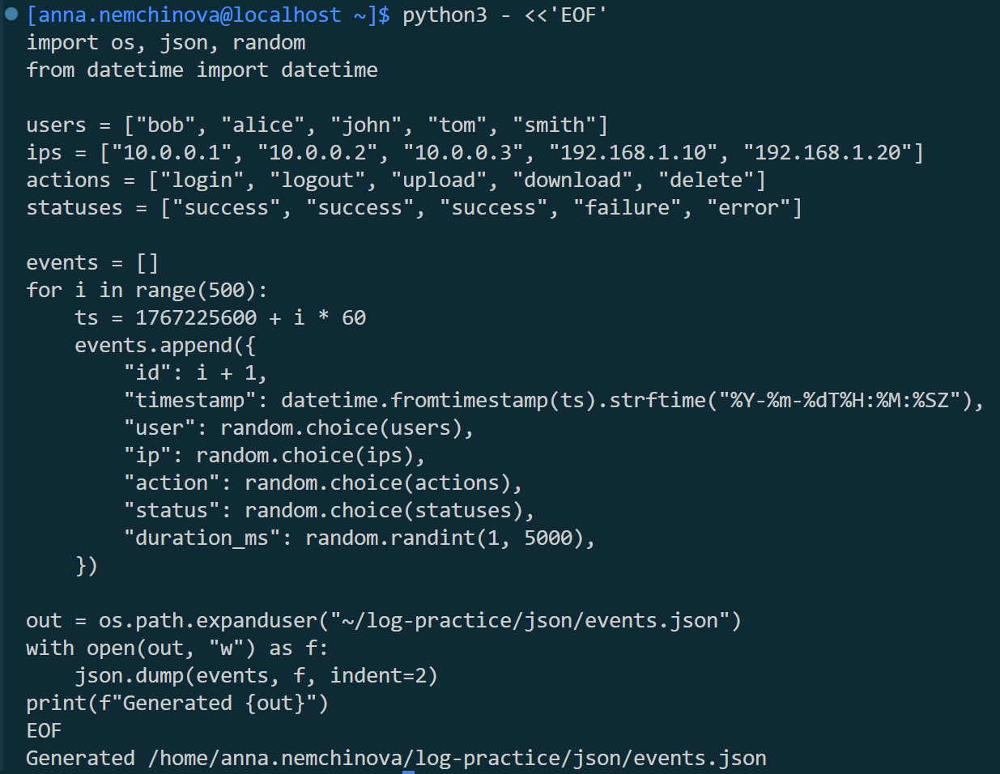 [anna.nemchinova@localhost ~]$ python3 - <<'EOF'
import os, json, random
from datetime import datetime

users = ["bob", "alice", "john", "tom", "smith"]
ips = ["10.0.0.1", "10.0.0.2", "10.0.0.3", "192.168.1.10", "192.168.1.20"]
actions = ["login", "logout", "upload", "download", "delete"]
statuses = ["success", "success", "success", "failure", "error"]

events = []
for i in range(500):
    ts = 1767225600 + i * 60
    events.append({
        "id": i + 1,
        "timestamp": datetime.fromtimestamp(ts).strftime("%Y-%m-%dT%H:%M:%SZ"),
        "user": random.choice(users),
        "ip": random.choice(ips),
        "action": random.choice(actions),
        "status": random.choice(statuses),
        "duration_ms": random.randint(1, 5000),
    })

out = os.path.expanduser("~/log-practice/json/events.json")
with open(out, "w") as f:
    json.dump(events, f, indent=2)
print(f"Generated {out}")
EOF
Generated /home/anna.nemchinova/log-practice/json/events.json